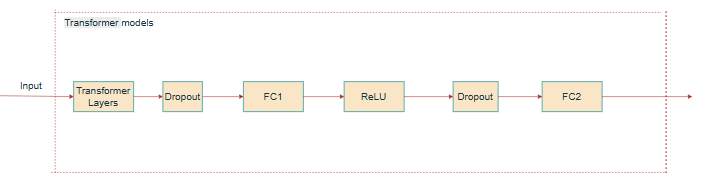 Transformer models
Input
Transformer
Layers
Dropout
FC1
ReLU
Dropout
FC2